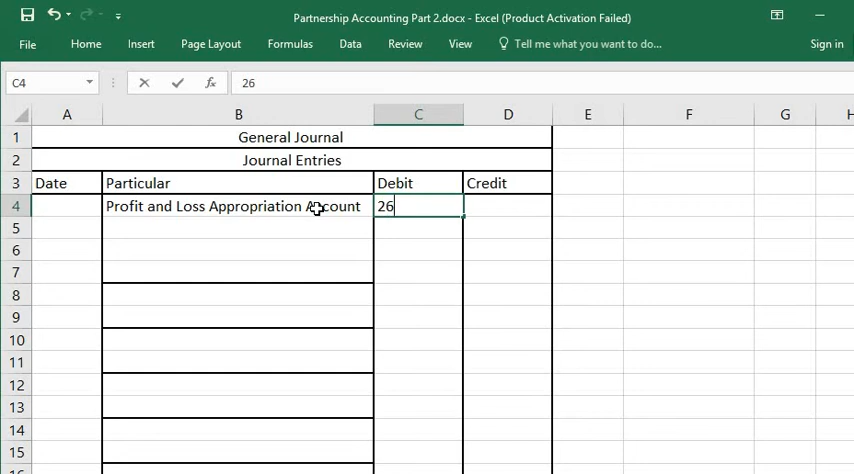 Partnership Accounting Part 2.docx - Excel (Product Activation Failed)
File Home Insert Page Layout Formulas Data Review View Tell me what you want to do... Sign in
C4 fx 26
A B C D E F G H
1 General Journal
2 Journal Entries
3 Date Particular Debit Credit
4 Profit and Loss Appropriation Account 26
5
6
7
8
9
10
11
12
13
14
15
16